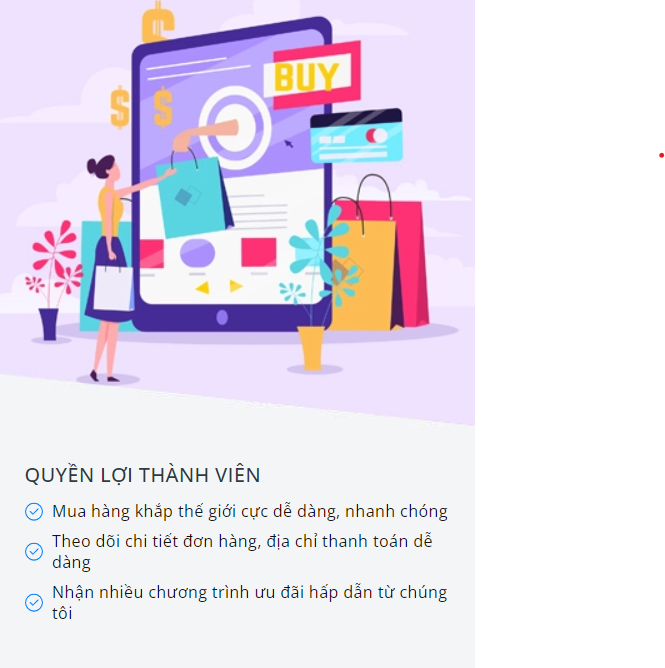 $
BUY
$ $
QUYỀN LỢI THÀNH VIÊN
Mua hàng khắp thế giới cực dễ dàng, nhanh chóng
Theo dõi chi tiết đơn hàng, địa chỉ thanh toán dễ
dàng
Nhận nhiều chương trình ưu đãi hấp dẫn từ chúng
tôi